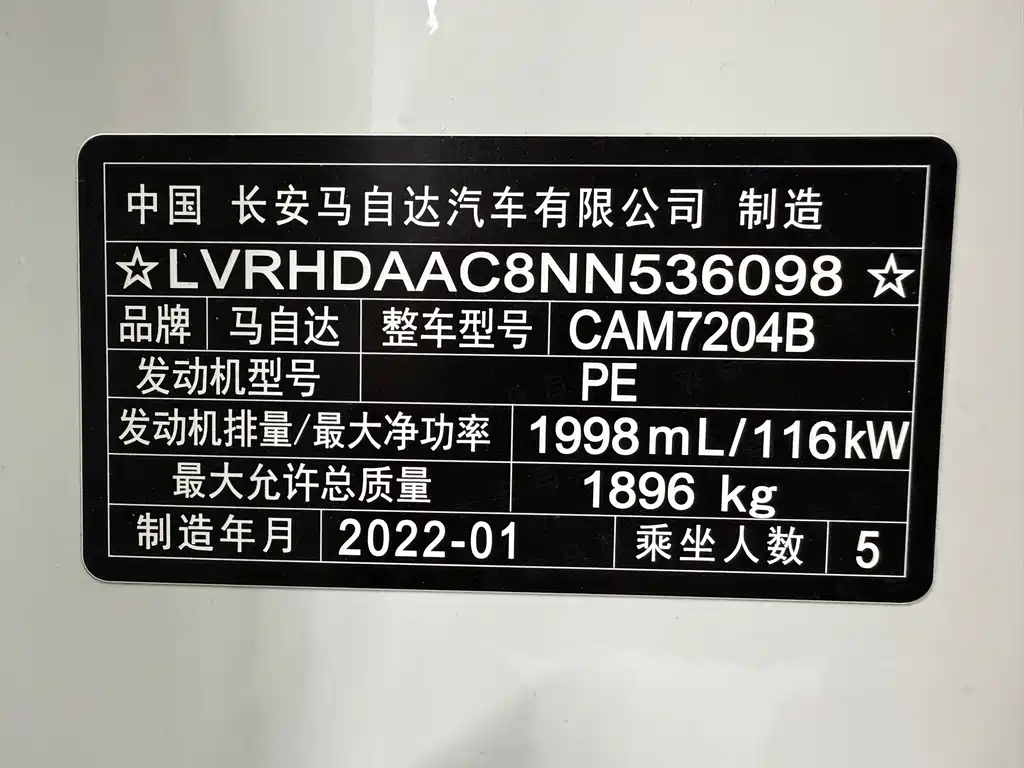 中国 长安马自达汽车有限公司 制造
☆LVRHDAAC8NN536098☆
品牌 马自达 整车型号 CAM7204B
发动机型号 PE
发动机排量/最大净功率 1998mL/116kW
最大允许总质量 1896 kg
制造年月 2022-01 乘坐人数 5